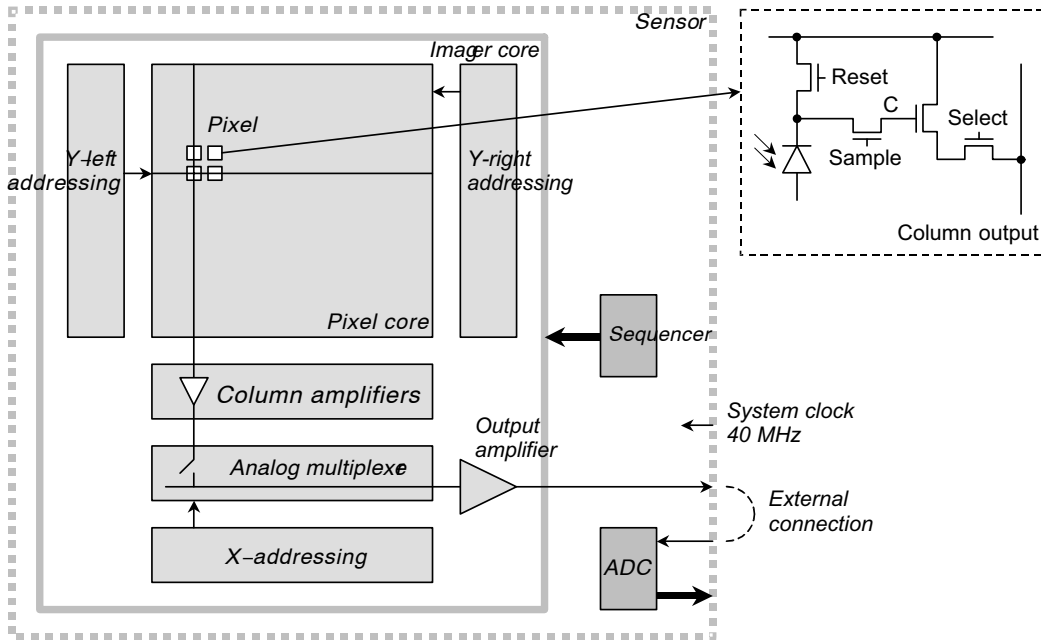 Sensor
Imager core
Reset
C
Select
Sample
Column output
Pixel
Y-left
addressing
Y-right
addressing
Pixel core
Sequencer
Column amplifiers
System clock
40 MHz
Output
amplifier
Analog multiplexer
External
connection
X-addressing
ADC